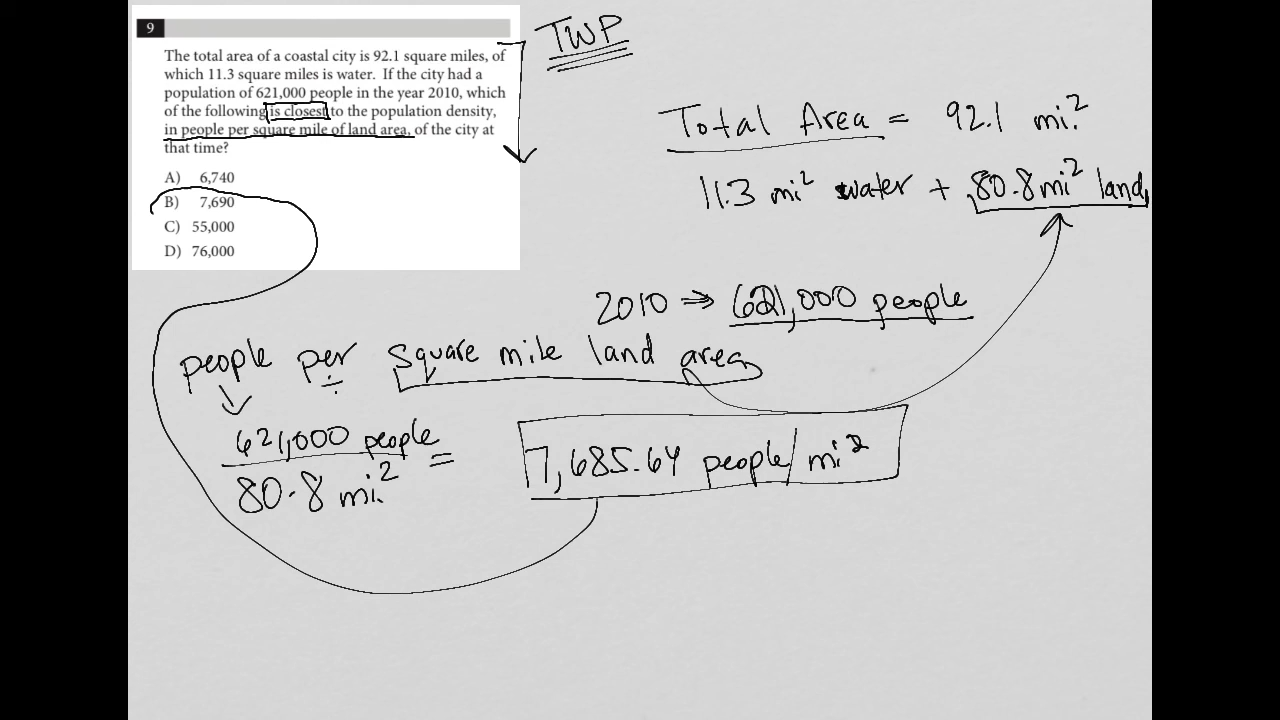 9
The total area of a coastal city is 92.1 square miles, of
which 11.3 square miles is water. If the city had a
population of 621,000 people in the year 2010, which
of the following is closest to the population density,
in people per square mile of land area, of the city at
that time?
A) 6,740
B) 7,690
C) 55,000
D) 76,000
TWP
Total Area = 92.1 mi.²
11.3 mi² water + 80.8 mi² land
2010 ⇒ 621,000 people
people per square mile land area
÷
621,000 people
80.8 mi.²
= 7,685.64 people/mi²